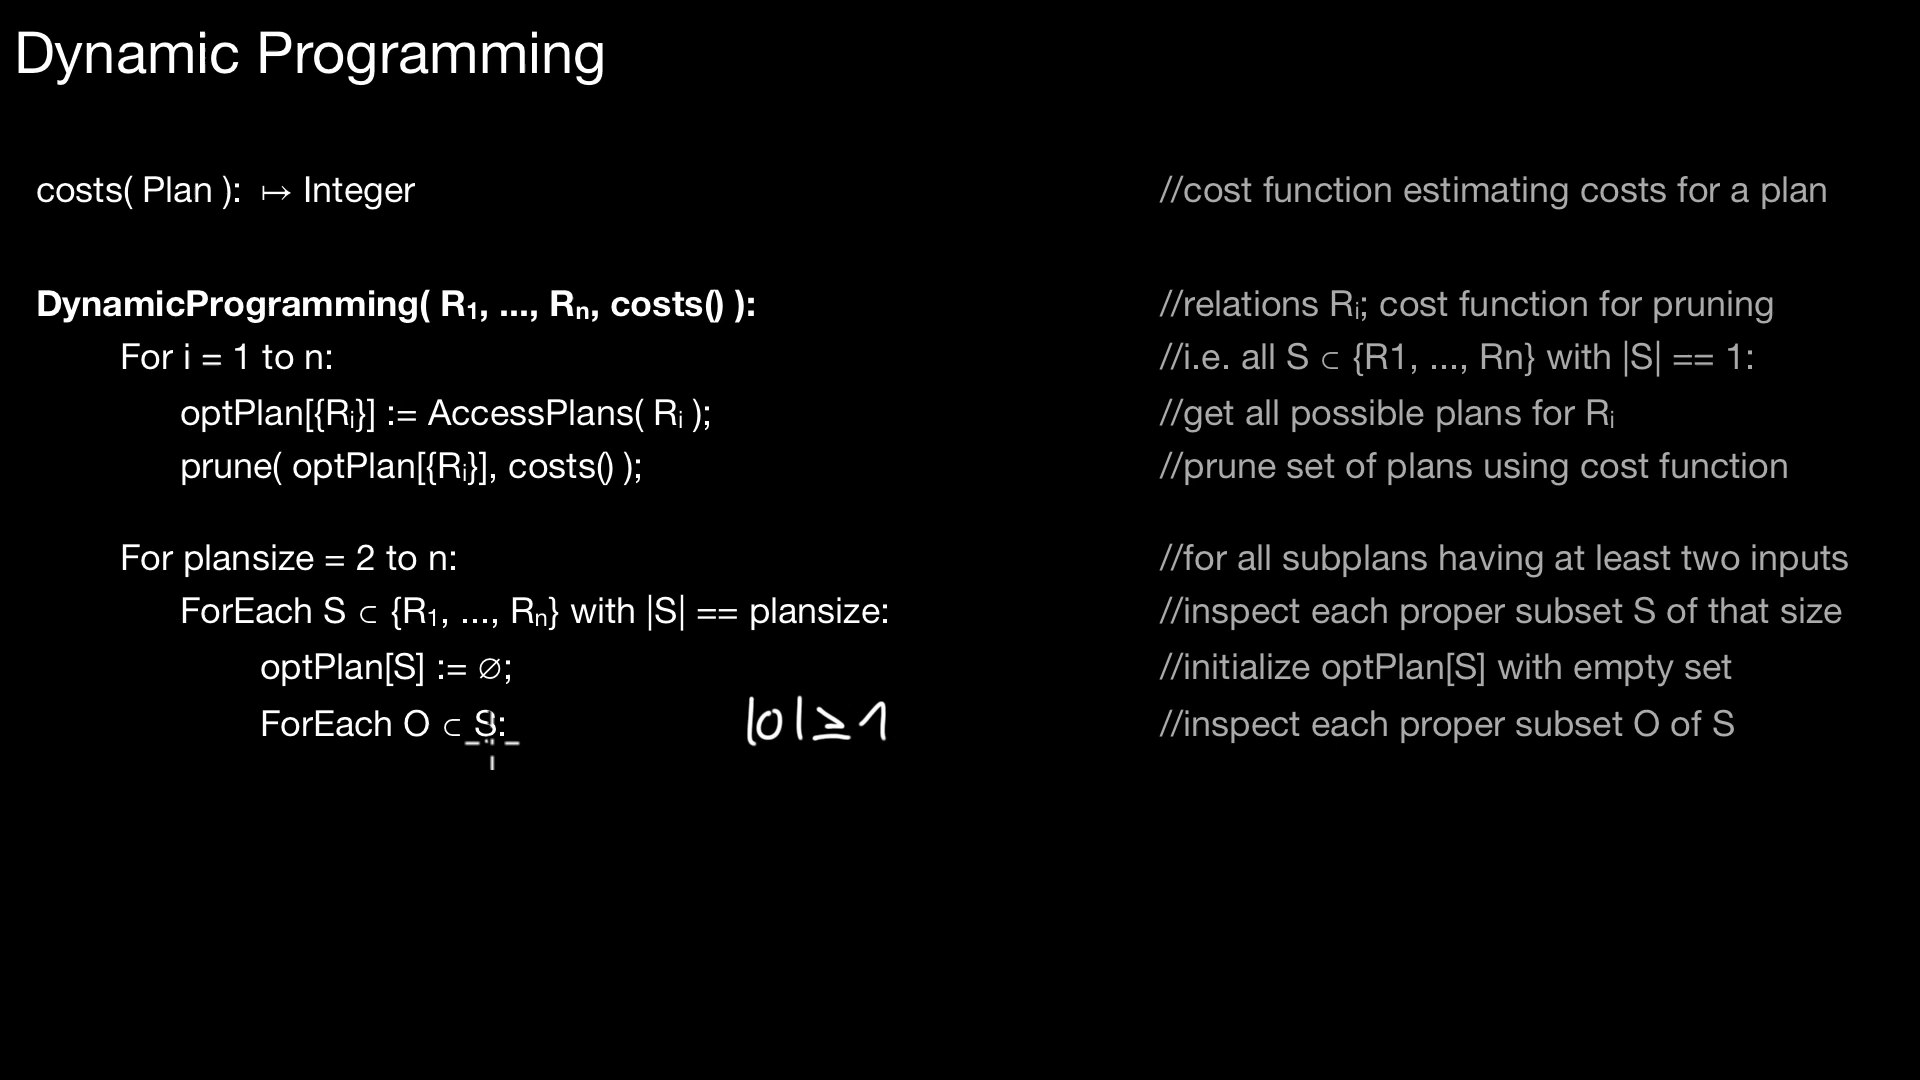 Dynamic Programming
costs( Plan ): ↦ Integer //cost function estimating costs for a plan
DynamicProgramming( R₁, ..., Rₙ, costs() ): //relations Rᵢ; cost function for pruning
For i = 1 to n: //i.e. all S ⊂ {R1, ..., Rn} with |S| == 1:
optPlan[{Rᵢ}] := AccessPlans( Rᵢ ); //get all possible plans for Rᵢ
prune( optPlan[{Rᵢ}], costs() ); //prune set of plans using cost function
For plansize = 2 to n: //for all subplans having at least two inputs
ForEach S ⊂ {R₁, ..., Rₙ} with |S| == plansize: //inspect each proper subset S of that size
optPlan[S] := ∅; //initialize optPlan[S] with empty set
ForEach O ⊂ S: |O| ≥ 1 //inspect each proper subset O of S